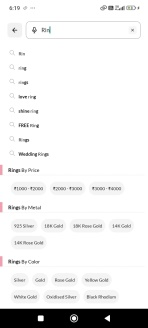 6:19
Rin
Rin
ring
rings
love ring
shine ring
FREE Ring
Rings
Wedding Rings
Rings By Price
₹1000 - ₹2000
₹2000 - ₹3000
₹3000 - ₹4000
Rings By Metal
925 Silver
18K Gold
18K Rose Gold
14K Gold
14K Rose Gold
Rings By Color
Silver
Gold
Rose Gold
Yellow Gold
White Gold
Oxidised Silver
Black Rhodium